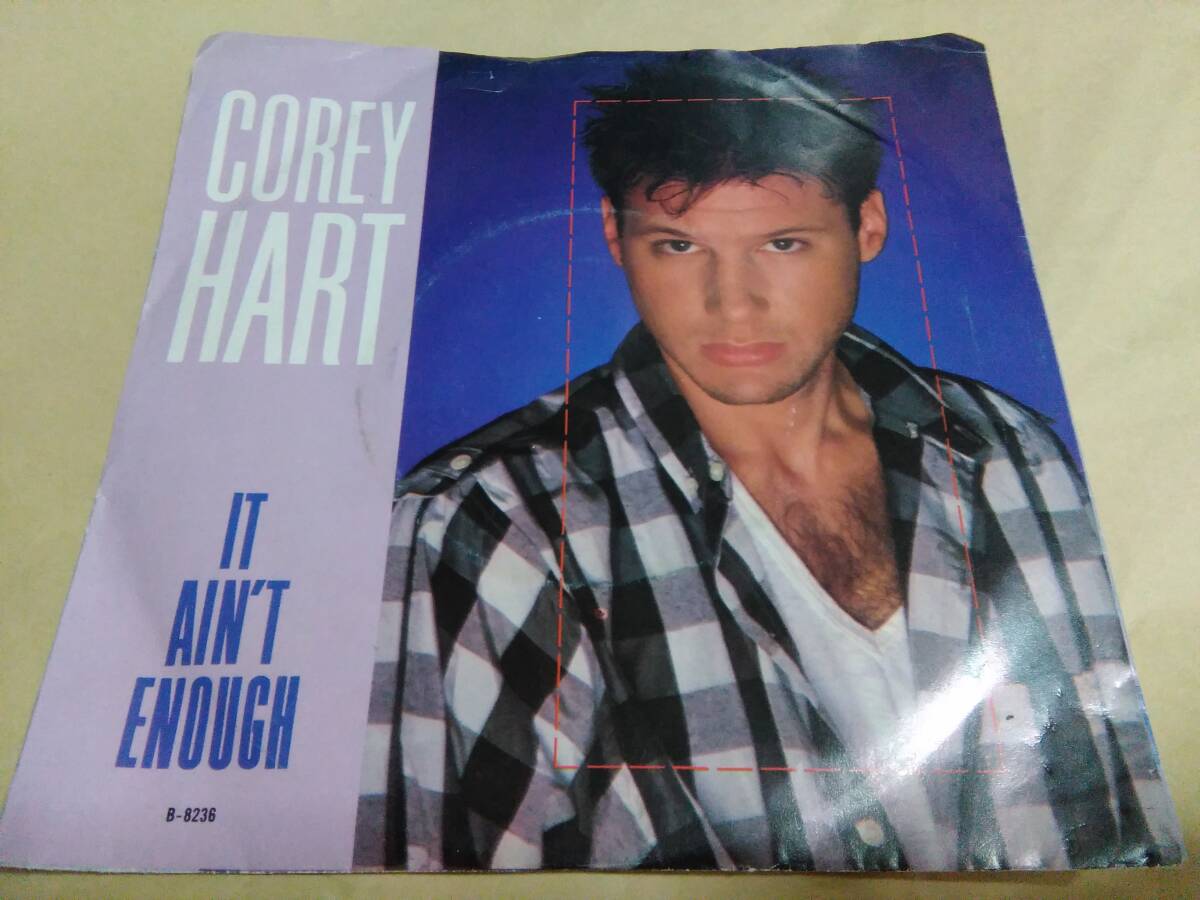 COREY
HART
IT
AIN'T
ENOUGH
B-8236